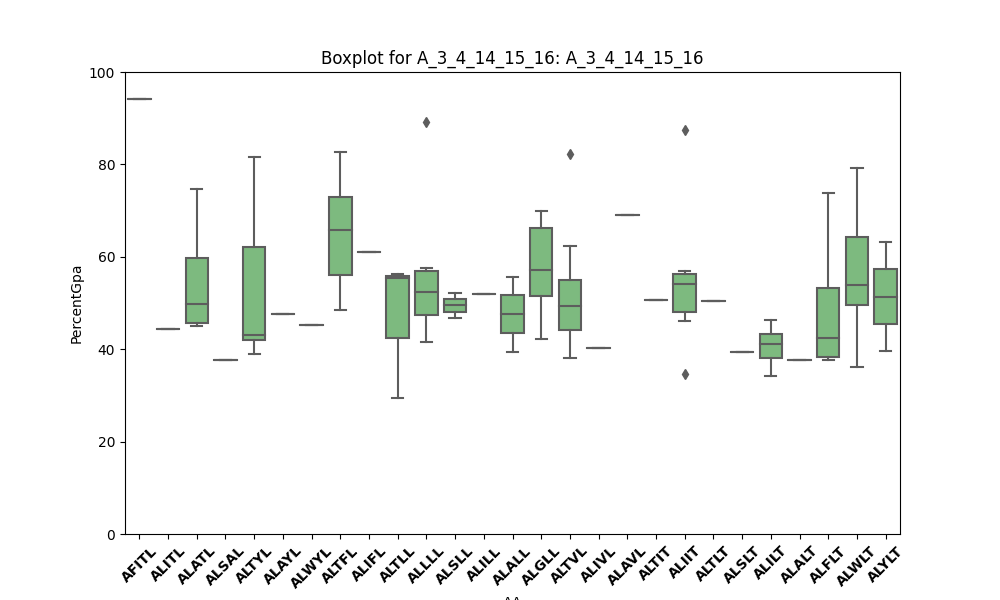 Boxplot for A_3_4_14_15_16: A_3_4_14_15_16
PercentGpa
100
80
60
40
20
0
AFITL
ALITL
ALATL
ALSAL
ALTYL
ALAYL
ALWYL
ALTFL
ALIFL
ALTLL
ALLLL
ALSLL
ALILL
ALALL
ALGLL
ALTVL
ALIVL
ALAVL
ALTIT
ALIIT
ALTLT
ALSLT
ALILT
ALALT
ALFLT
ALWLT
ALYLT